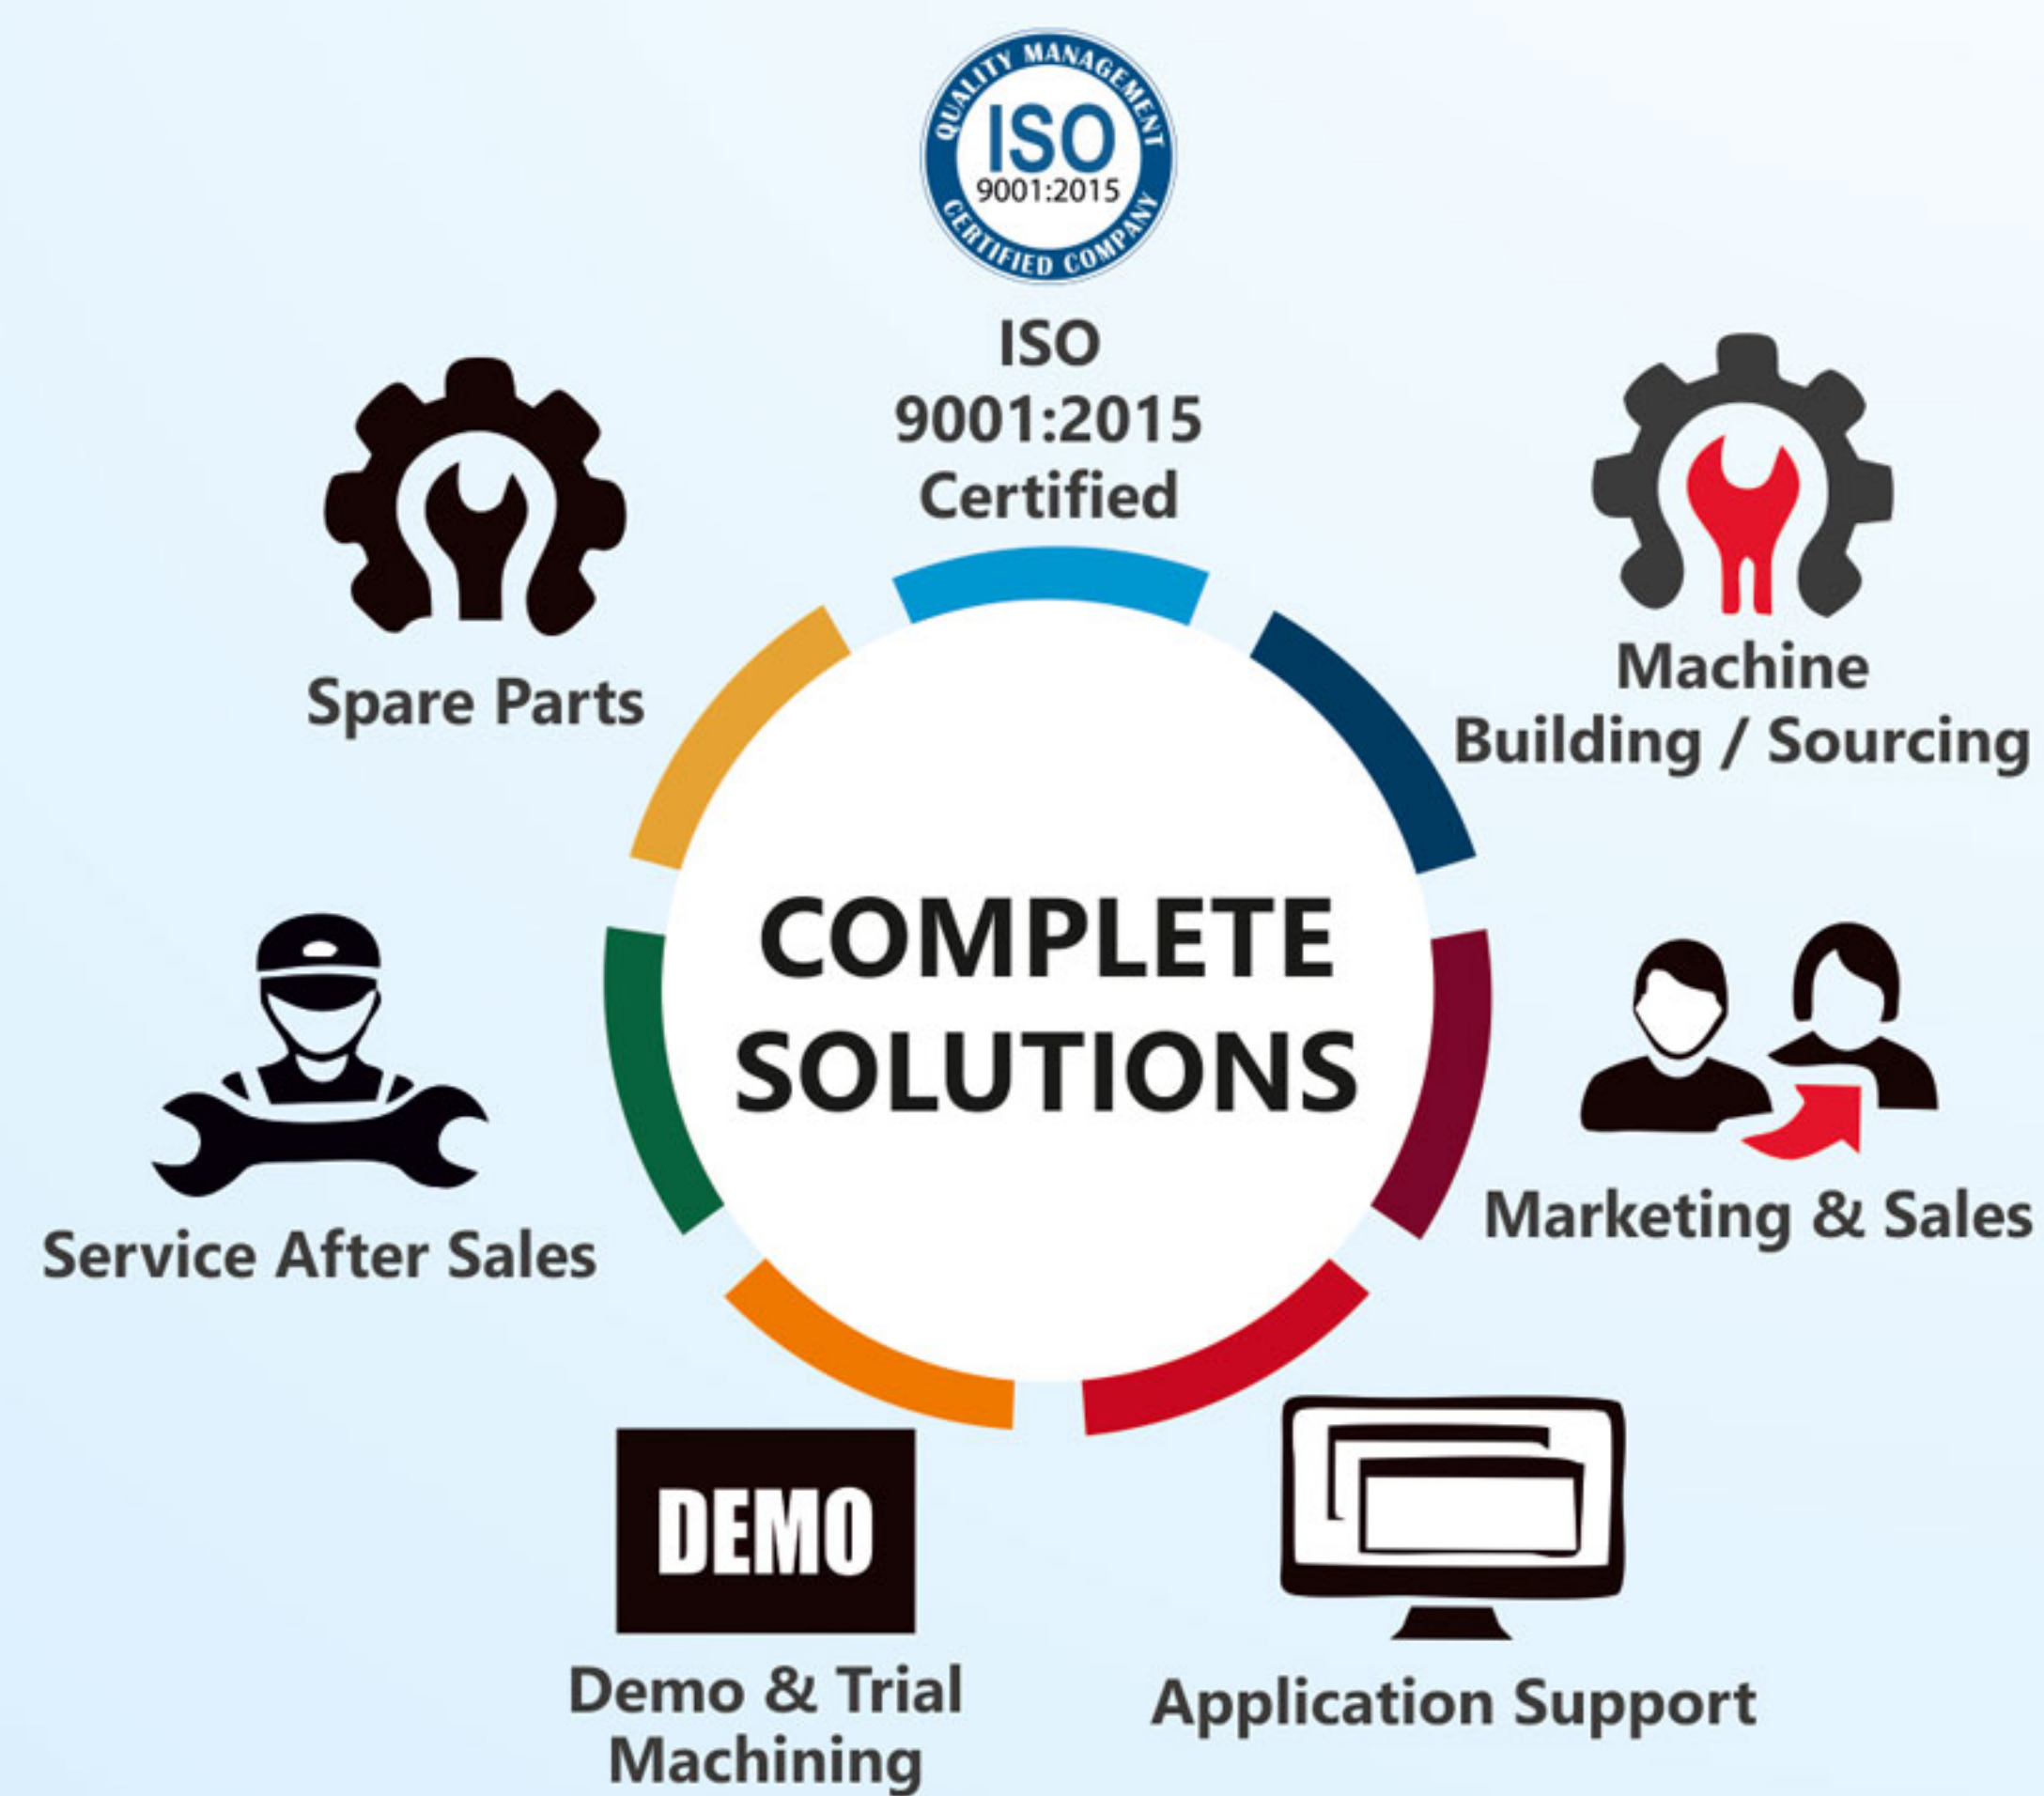 QUALITY MANAGEMENT
ISO
9001:2015
CERTIFIED COMPANY
ISO
9001:2015
Certified
Spare Parts
Machine
Building / Sourcing
COMPLETE
SOLUTIONS
Service After Sales
Marketing & Sales
DEMO
Demo & Trial
Machining
Application Support